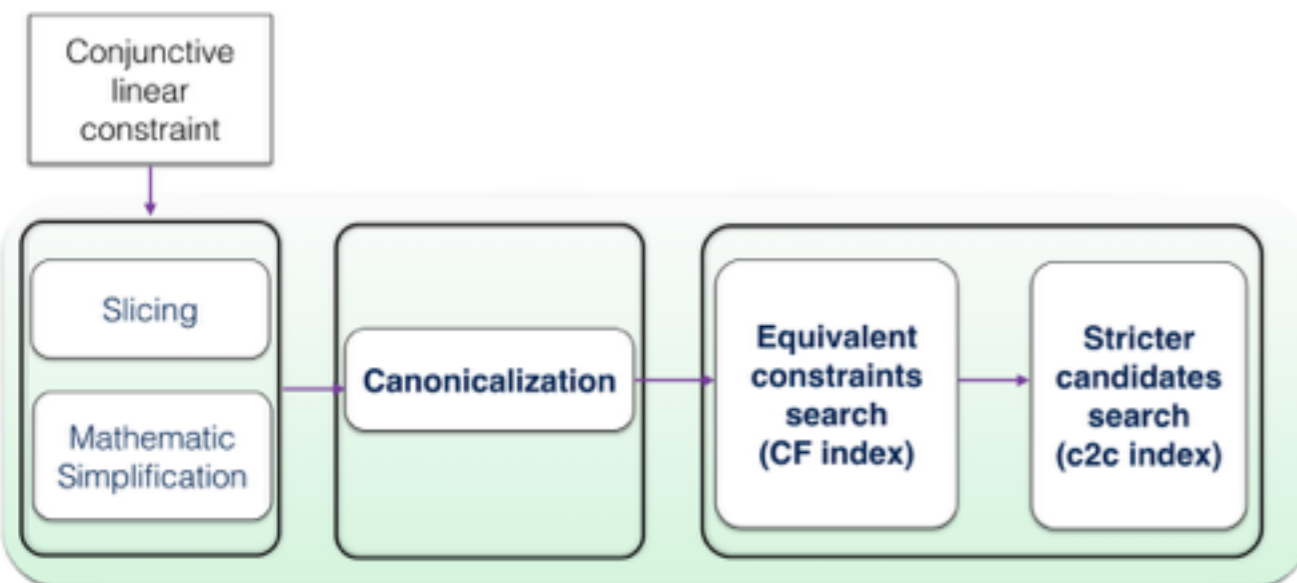 Conjunctive
linear
constraint
Slicing
Mathematic
Simplification
Canonicalization
Equivalent
constraints
search
(CF index)
Stricter
candidates
search
(c2c index)